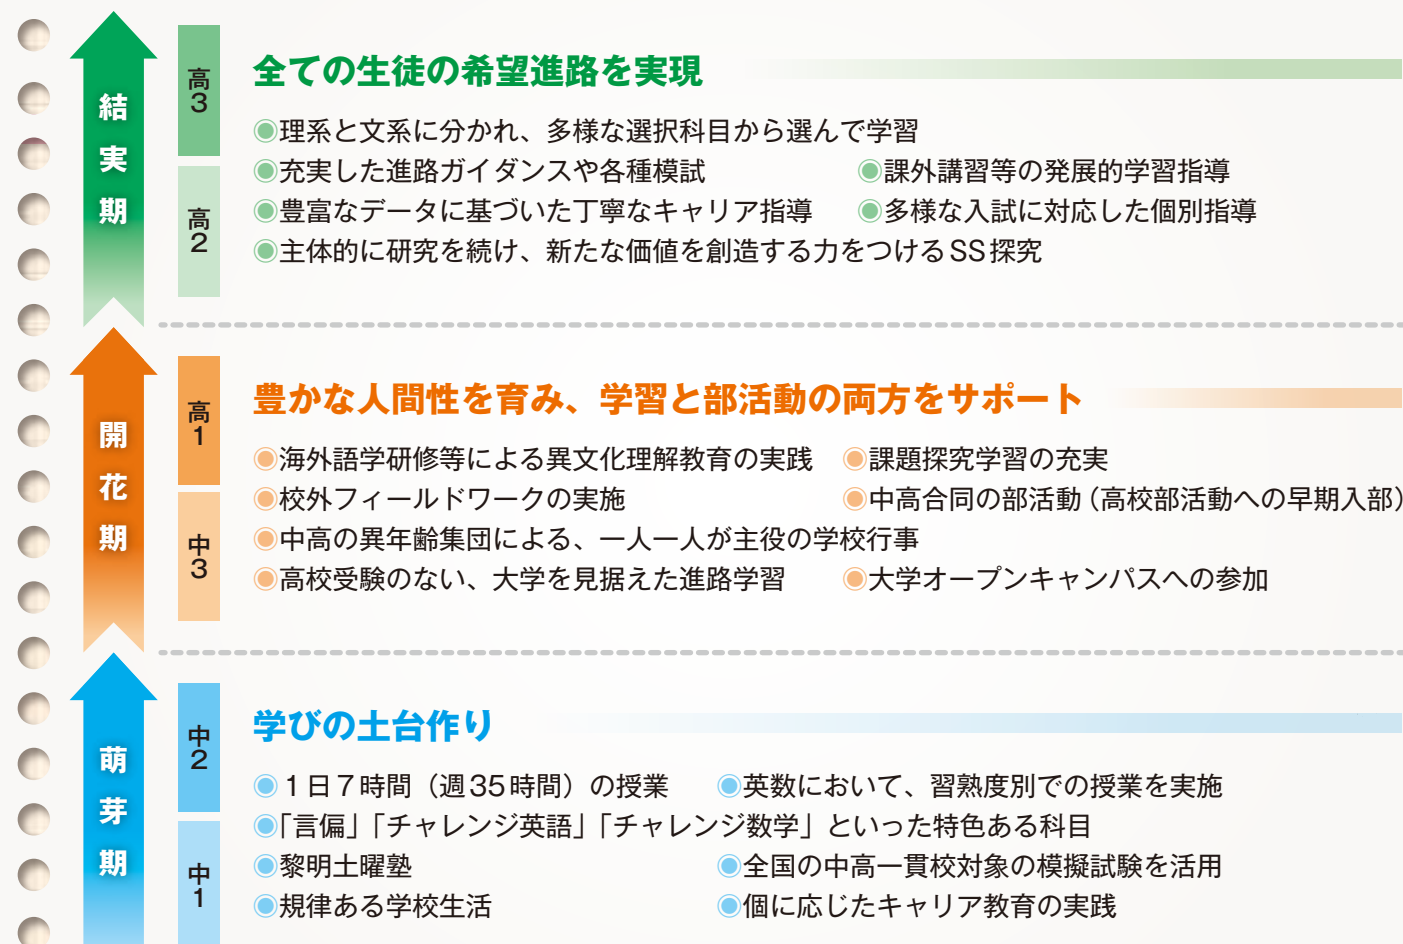 結実期
高3
高2
全ての生徒の希望進路を実現
◉理系と文系に分かれ、多様な選択科目から選んで学習
◉充実した進路ガイダンスや各種模試 ◉課外講習等の発展的学習指導
◉豊富なデータに基づいた丁寧なキャリア指導 ◉多様な入試に対応した個別指導
◉主体的に研究を続け、新たな価値を創造する力をつけるSS探究
開花期
高1
中3
豊かな人間性を育み、学習と部活動の両方をサポート
◉海外語学研修等による異文化理解教育の実践 ◉課題探究学習の充実
◉校外フィールドワークの実施 ◉中高合同の部活動（高校部活動への早期入部）
◉中高の異年齢集団による、一人一人が主役の学校行事
◉高校受験のない、大学を見据えた進路学習 ◉大学オープンキャンパスへの参加
萌芽期
中2
中1
学びの土台作り
◉１日７時間（週35時間）の授業 ◉英数において、習熟度別での授業を実施
◉「言偏」「チャレンジ英語」「チャレンジ数学」といった特色ある科目
◉黎明土曜塾 ◉全国の中高一貫校対象の模擬試験を活用
◉規律ある学校生活 ◉個に応じたキャリア教育の実践